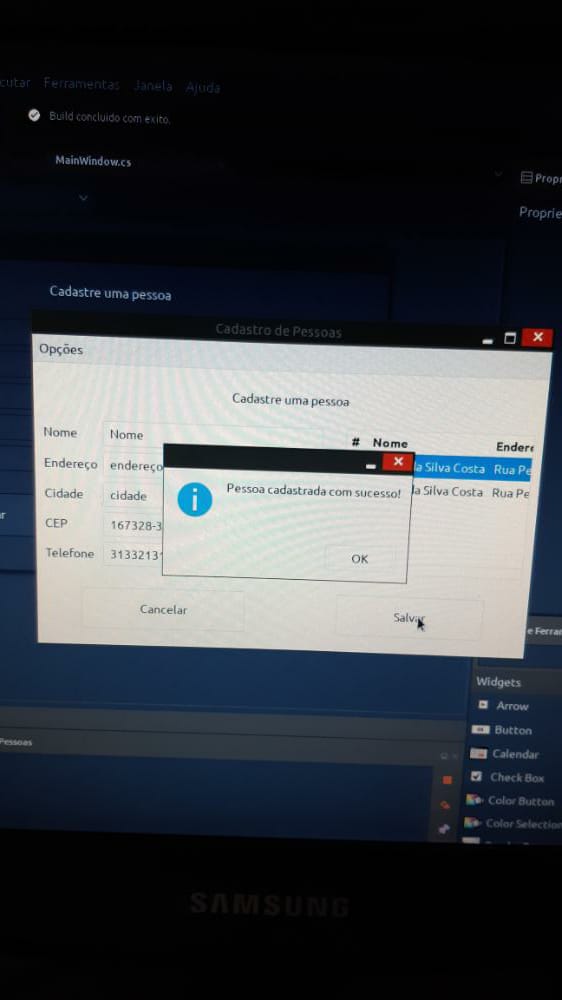 cutar Ferramentas Janela Ajuda
Build concluído com êxito.
MainWindow.cs
Propr
Proprie
Cadastre uma pessoa
Cadastro de Pessoas
Opções
Cadastre uma pessoa
Nome Nome
# Nome Endere
Endereço endereço
la Silva Costa Rua Pe
Pessoa cadastrada com sucesso!
Cidade cidade
la Silva Costa Rua Pe
CEP 167328-3
Telefone 3133213
OK
Cancelar
Salvar
e Ferra
Widgets
Arrow
Button
Pessoas
Calendar
Check Box
Color Button
Color Selection
SAMSUNG